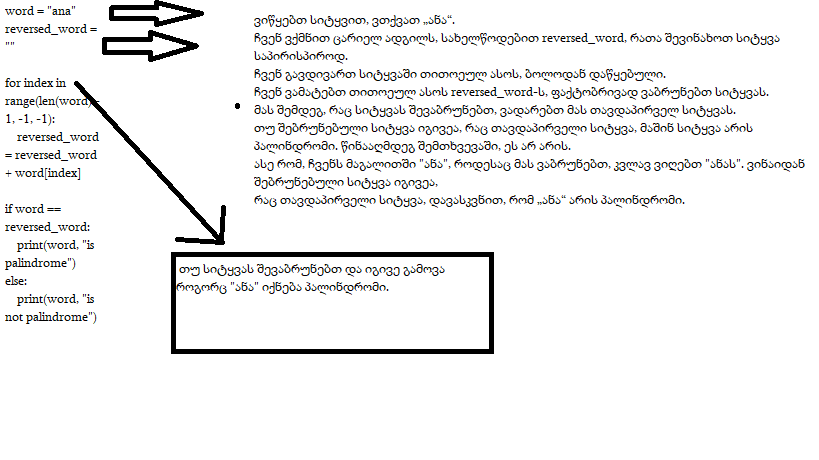 word = "ana"
reversed_word =
""
for index in
range(len(word) -
1, -1, -1):
reversed_word
= reversed_word
+ word[index]
if word ==
reversed_word:
print(word, "is
palindrome")
else:
print(word, "is
not palindrome")
ვიწყებთ სიტყვით, ვთქვათ „ანა“.
ჩვენ ვქმნით ცარიელ ადგილს, სახელწოდებით reversed_word, რათა შევინახოთ სიტყვა
საპირისპიროდ.
ჩვენ გავდივართ სიტყვაში თითოეულ ასოს, ბოლოდან დაწყებული.
ჩვენ ვამატებთ თითოეულ ასოს reversed_word-ს, ფაქტობრივად ვაბრუნებთ სიტყვას.
მას შემდეგ, რაც სიტყვას შევაბრუნებთ, ვადარებთ მას თავდაპირველ სიტყვას.
თუ შებრუნებული სიტყვა იგივეა, რაც თავდაპირველი სიტყვა, მაშინ სიტყვა არის
პალინდრომი. წინააღმდეგ შემთხვევაში, ეს არ არის.
ასე რომ, ჩვენს მაგალითში "ანა", როდესაც მას ვაბრუნებთ, კვლავ ვიღებთ "ანას". ვინაიდან
შებრუნებული სიტყვა იგივეა,
რაც თავდაპირველი სიტყვა, დავასკვნით, რომ „ანა“ არის პალინდრომი.
თუ სიტყვას შევაბრუნებთ და იგივე გამოვა
როგორც "ანა" იქნება პალინდრომი.